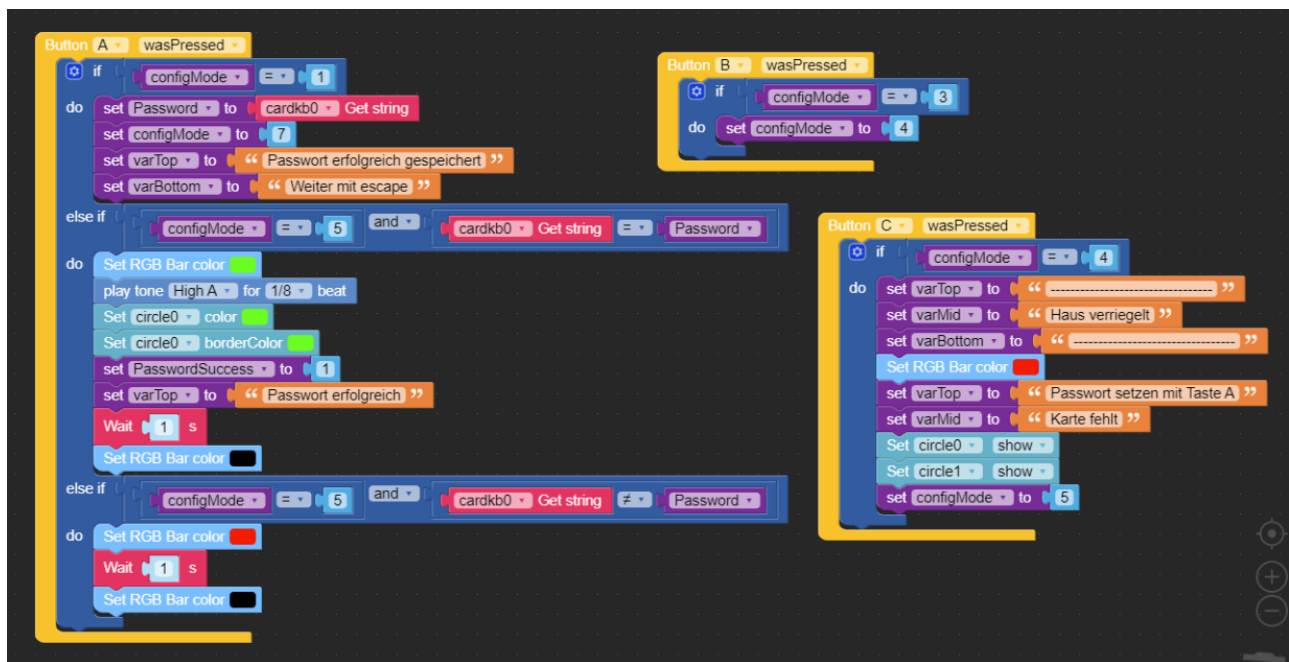 Button A wasPressed
if configMode = 1
do set Password to cardkb0 Get string
set configMode to 7
set varTop to “ Passwort erfolgreich gespeichert ”
set varBottom to “ Weiter mit escape ”
else if configMode = 5 and cardkb0 Get string = Password
do Set RGB Bar color
play tone High A for 1/8 beat
Set circle0 color
Set circle0 borderColor
set PasswordSuccess to 1
set varTop to “ Passwort erfolgreich ”
Wait 1 s
Set RGB Bar color
else if configMode = 5 and cardkb0 Get string ≠ Password
do Set RGB Bar color
Wait 1 s
Set RGB Bar color
Button B wasPressed
if configMode = 3
do set configMode to 4
Button C wasPressed
if configMode = 4
do set varTop to “ -------------------------------- ”
set varMid to “ Haus verriegelt ”
set varBottom to “ -------------------------------- ”
Set RGB Bar color
set varTop to “ Passwort setzen mit Taste A ”
set varMid to “ Karte fehlt ”
Set circle0 show
Set circle1 show
set configMode to 5